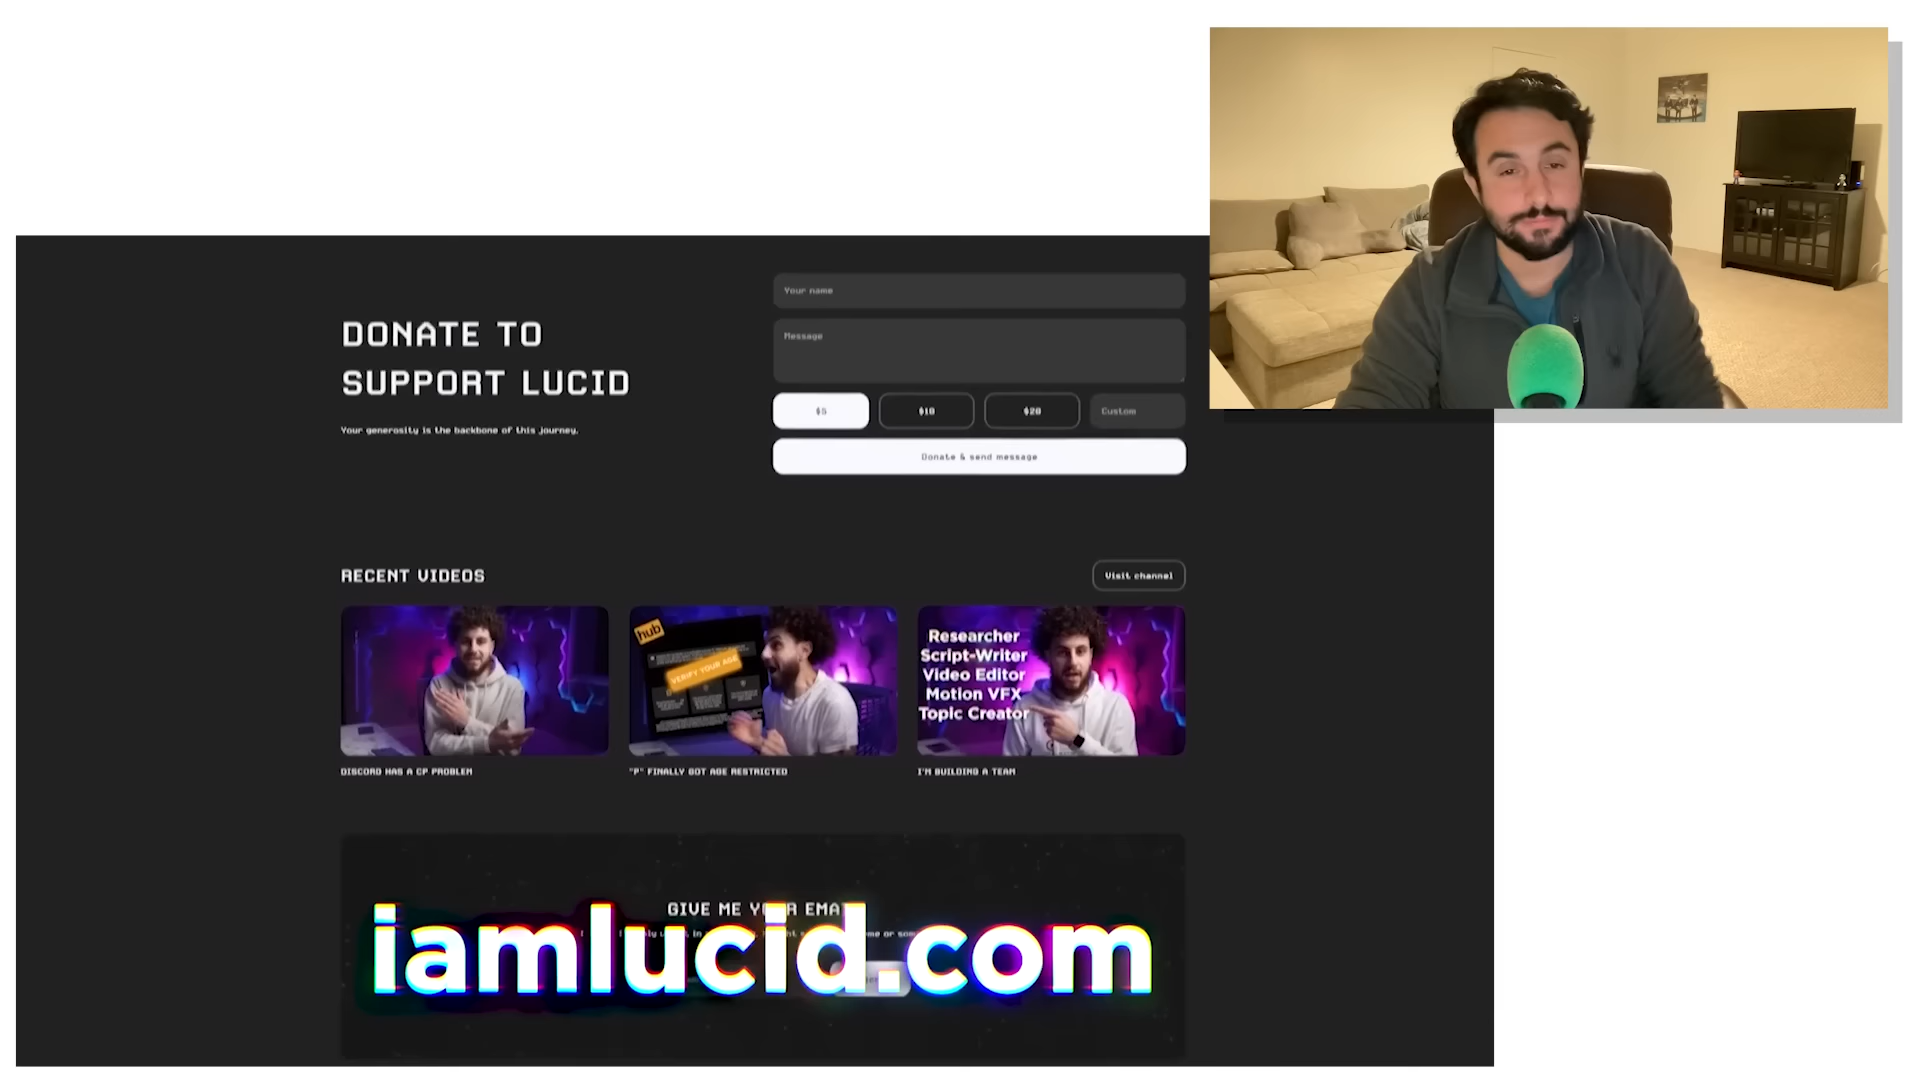 DONATE TO
SUPPORT LUCID
Your generosity is the backbone of this journey.
Your name
Message
$5
$10
$20
Custom
Donate & send message
RECENT VIDEOS
Visit channel
hub
VERIFY YOUR AGE
Researcher
Script-Writer
Video Editor
Motion VFX
Topic Creator
DISCORD HAS A CP PROBLEM
"P" FINALLY GOT AGE RESTRICTED
I'M BUILDING A TEAM
GIVE ME YOUR
iamlucid.com